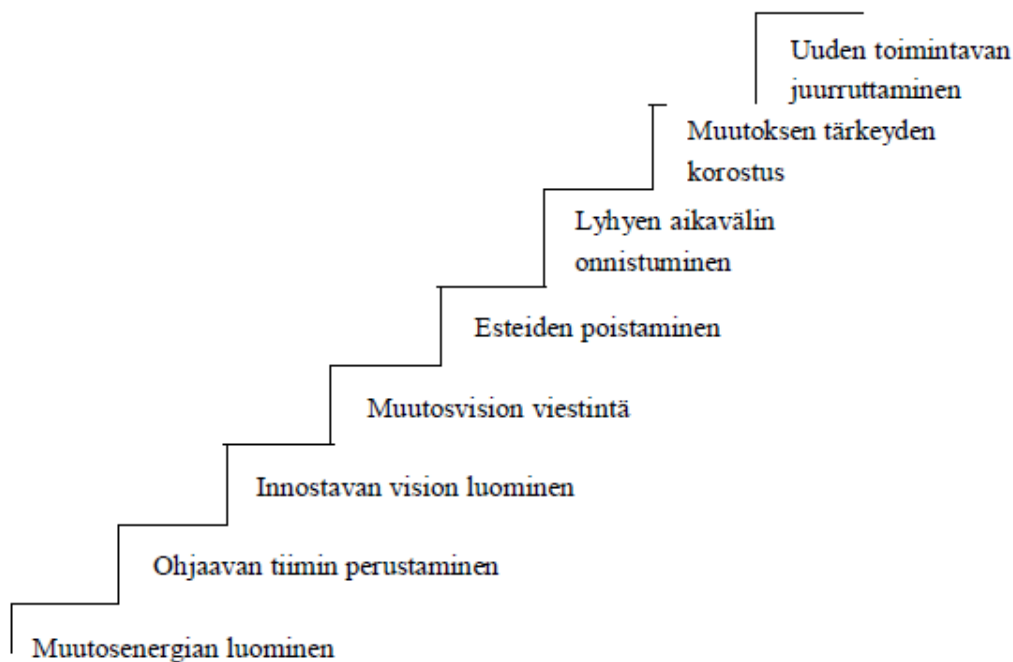 Uuden toimintavan
juurruttaminen
Muutoksen tärkeyden
korostus
Lyhyen aikavälin
onnistuminen
Esteiden poistaminen
Muutosvision viestintä
Innostavan vision luominen
Ohjaavan tiimin perustaminen
Muutosenergian luominen